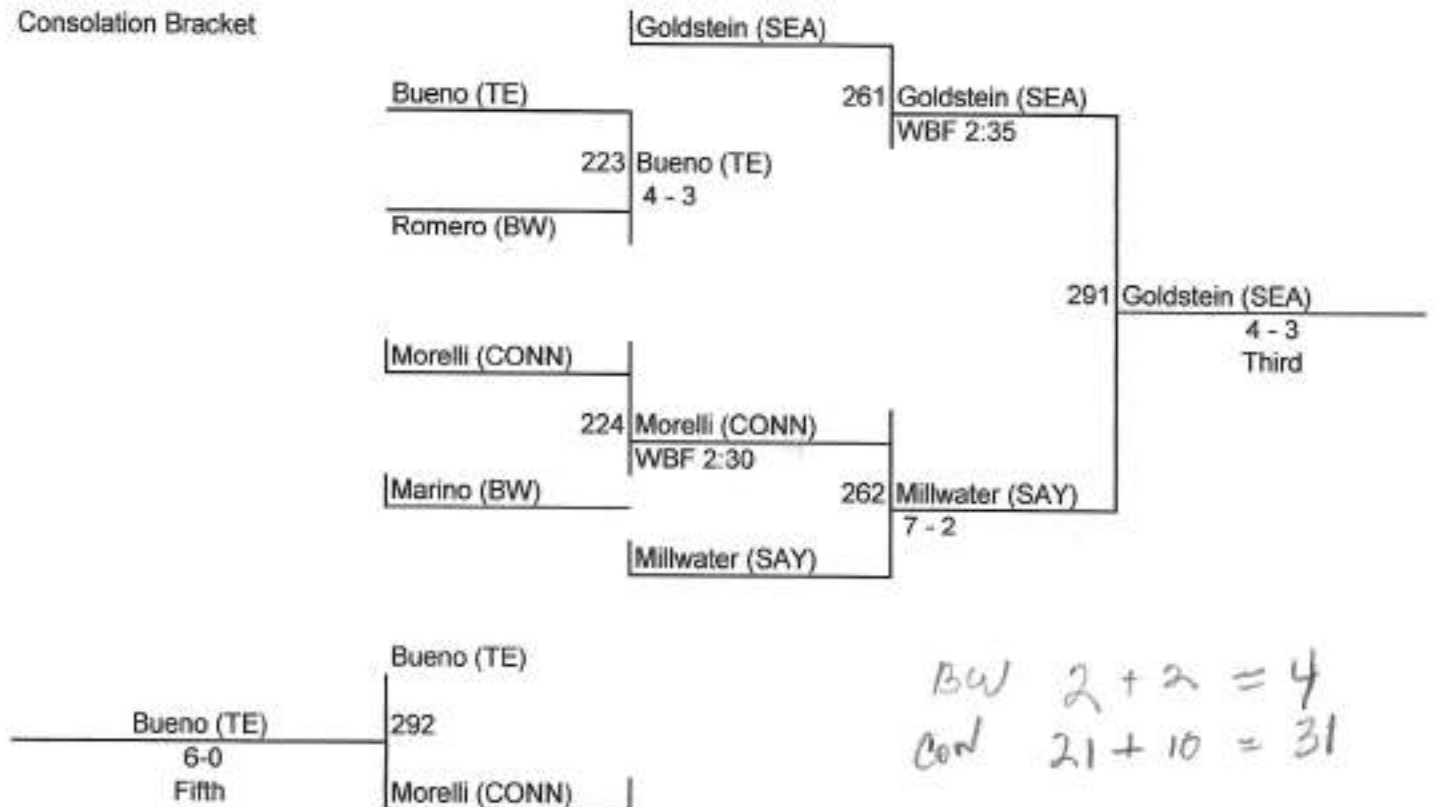 Consolation Bracket
Goldstein (SEA)
Bueno (TE)
261 Goldstein (SEA)
WBF 2:35
223 Bueno (TE)
4 - 3
Romero (BW)
291 Goldstein (SEA)
4 - 3
Third
Morelli (CONN)
224 Morelli (CONN)
WBF 2:30
Marino (BW)
262 Millwater (SAY)
7 - 2
Millwater (SAY)
Bueno (TE)
Bueno (TE)
292
6-0
Fifth
Morelli (CONN)
BW 2 + 2 = 4
CON 21 + 10 = 31